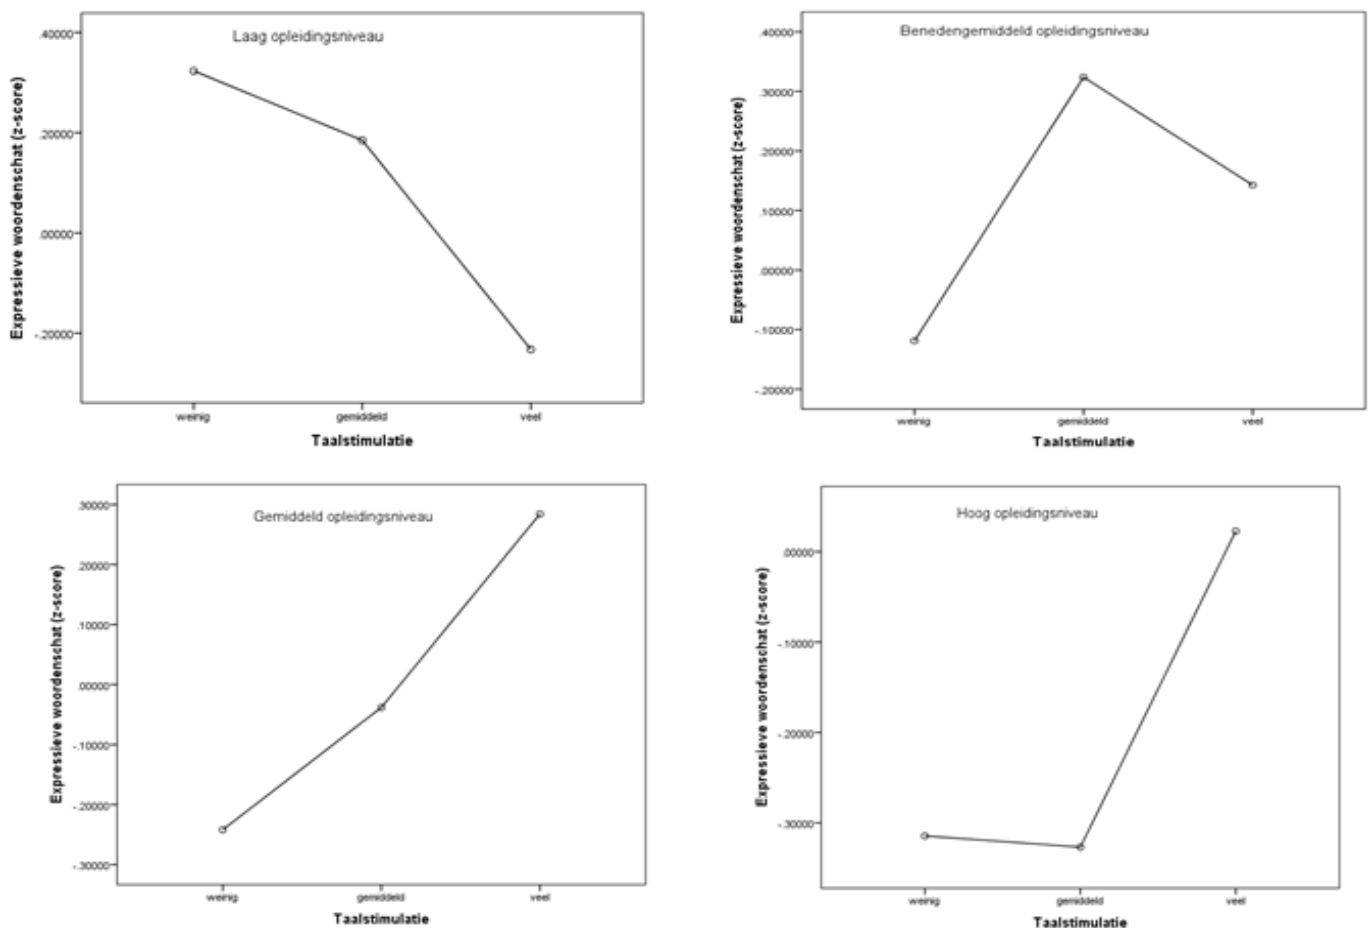 Laag opleidingsniveau
Expressieve woordenschat (z-score)
.40000
.20000
.00000
-.20000
weinig gemiddeld veel
Taalstimulatie
Benedengemiddeld opleidingsniveau
Expressieve woordenschat (z-score)
.40000
.30000
.20000
.10000
.00000
-.10000
-.20000
weinig gemiddeld veel
Taalstimulatie
Gemiddeld opleidingsniveau
Expressieve woordenschat (z-score)
.30000
.20000
.10000
.00000
-.10000
-.20000
-.30000
weinig gemiddeld veel
Taalstimulatie
Hoog opleidingsniveau
Expressieve woordenschat (z-score)
.00000
-.10000
-.20000
-.30000
weinig gemiddeld veel
Taalstimulatie